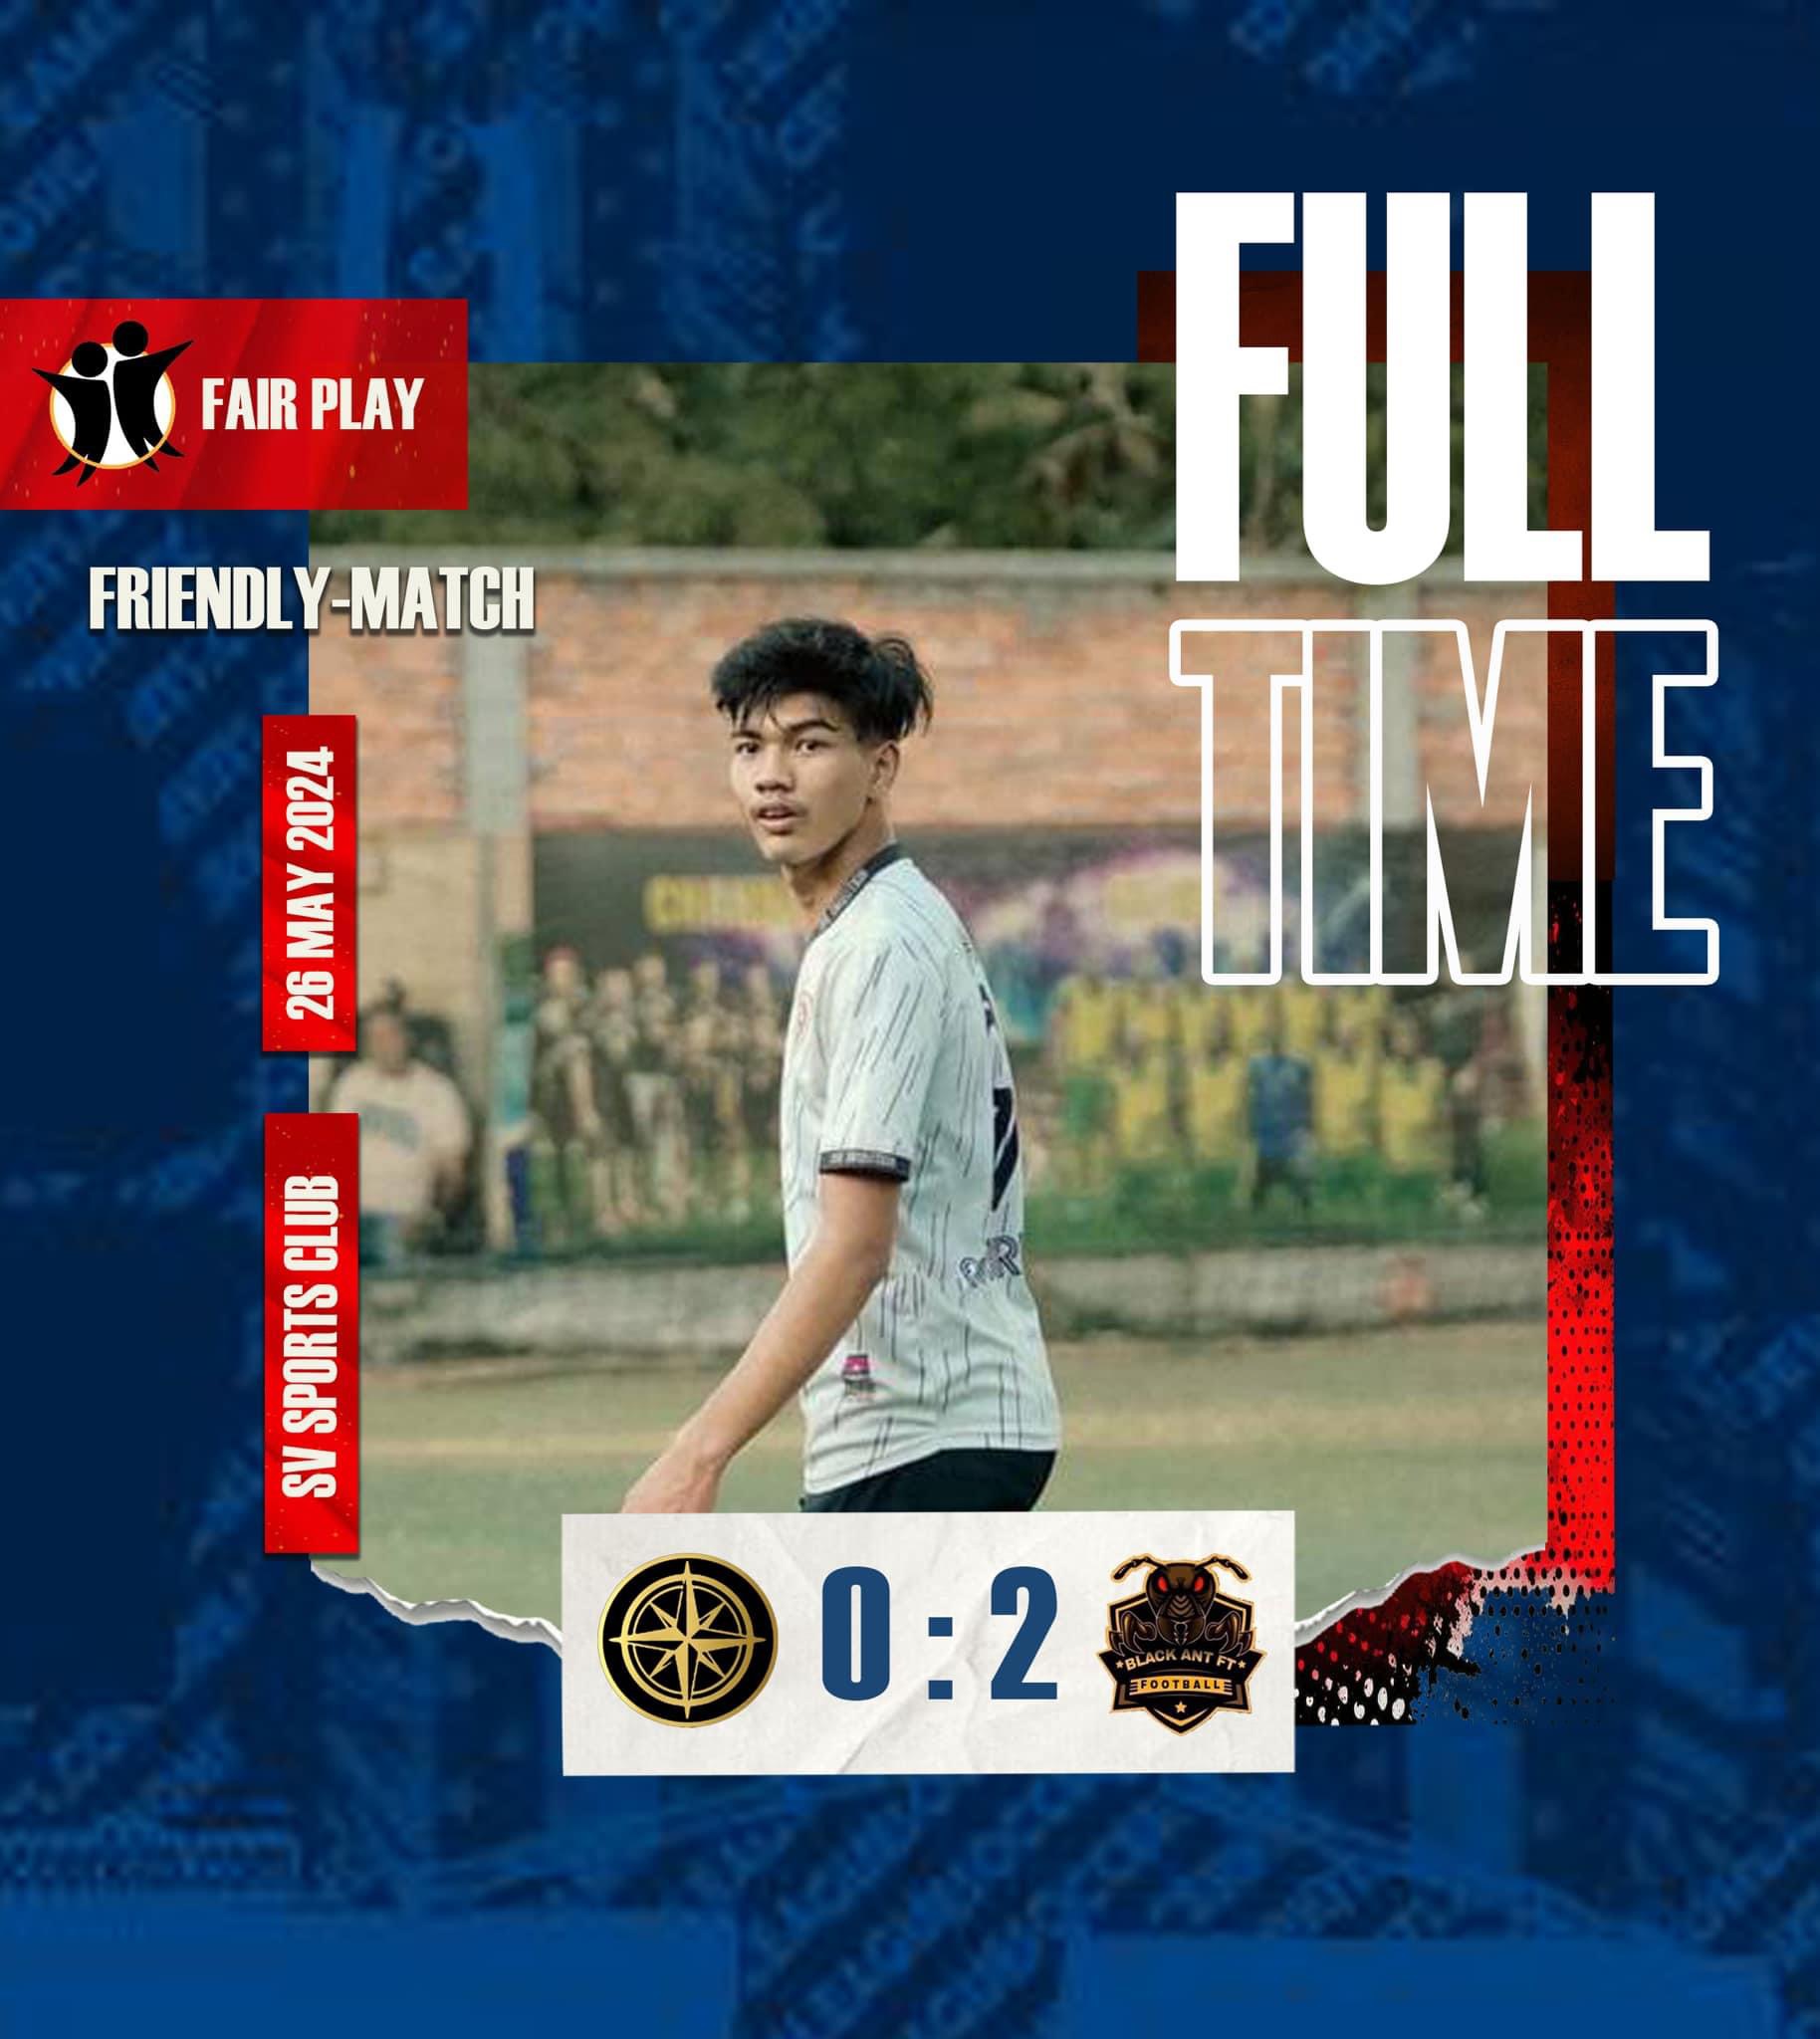 FULL
TIME
FAIR PLAY
FRIENDLY-MATCH
26 MAY 2024
SV SPORTS CLUB
0 : 2
BLACK ANT FT
FOOTBALL